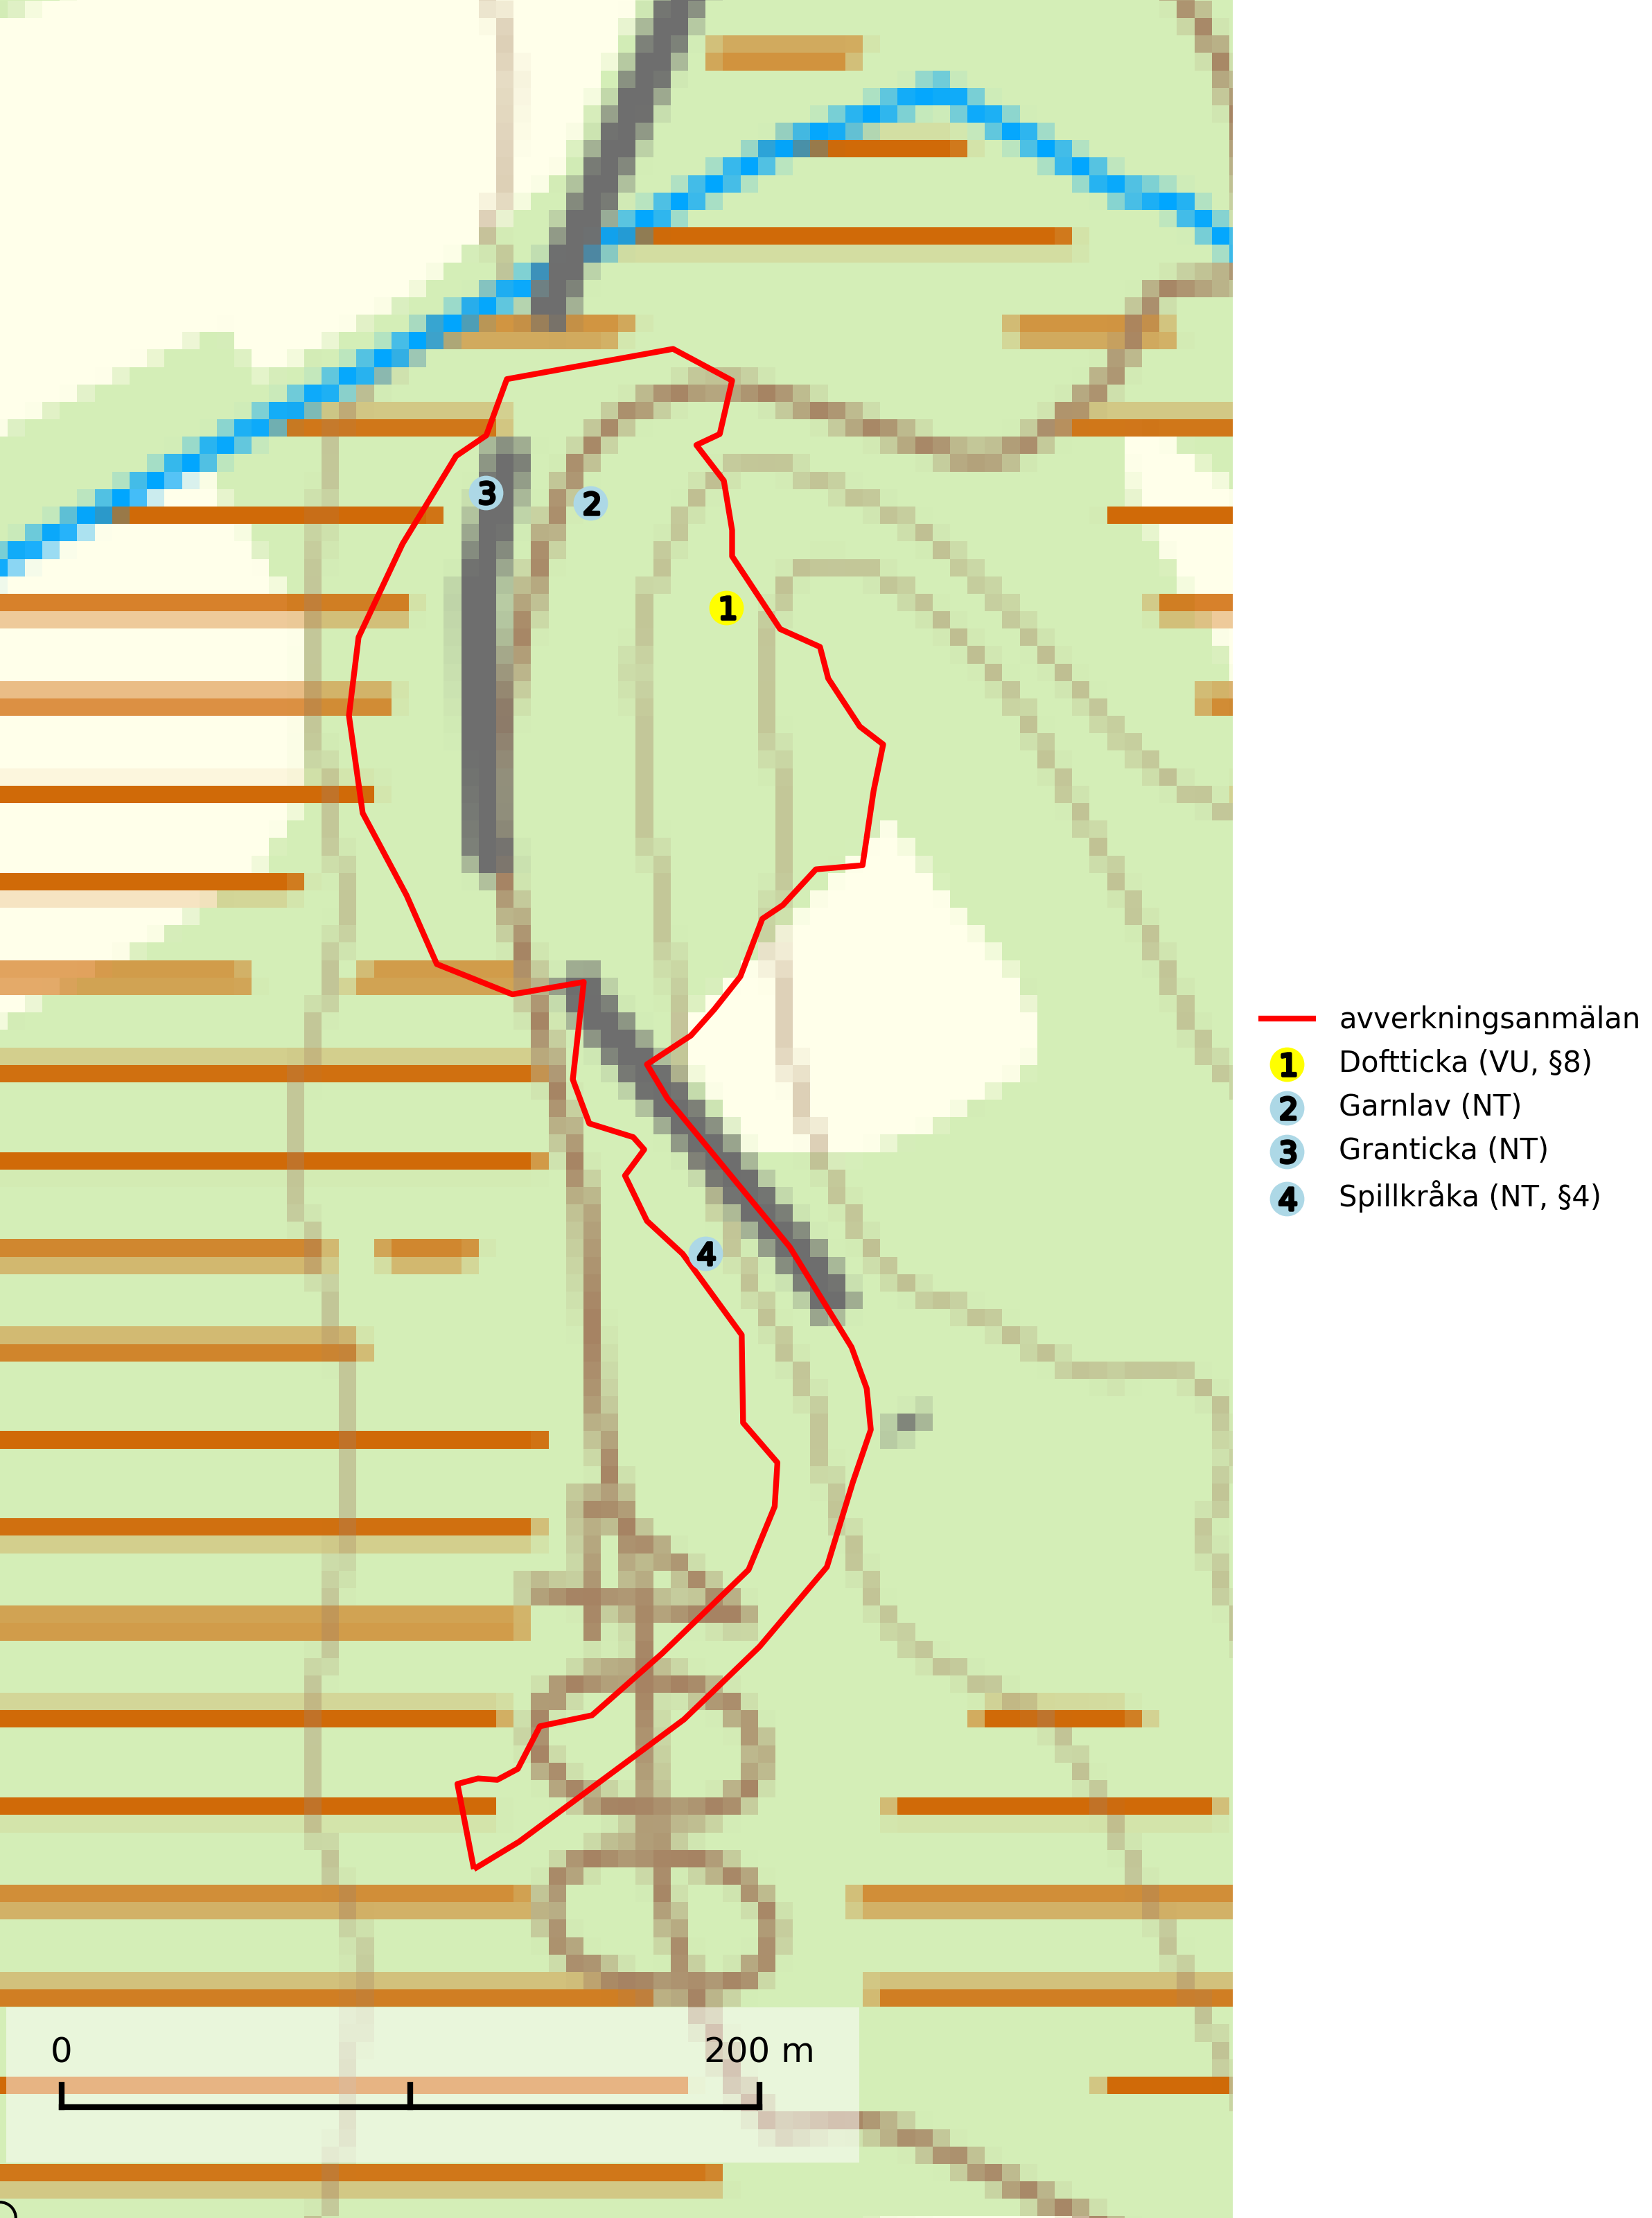 3
2
1
4
avverkningsanmälan
1 Doftticka (VU, §8)
2 Garnlav (NT)
3 Granticka (NT)
4 Spillkråka (NT, §4)
0 200 m